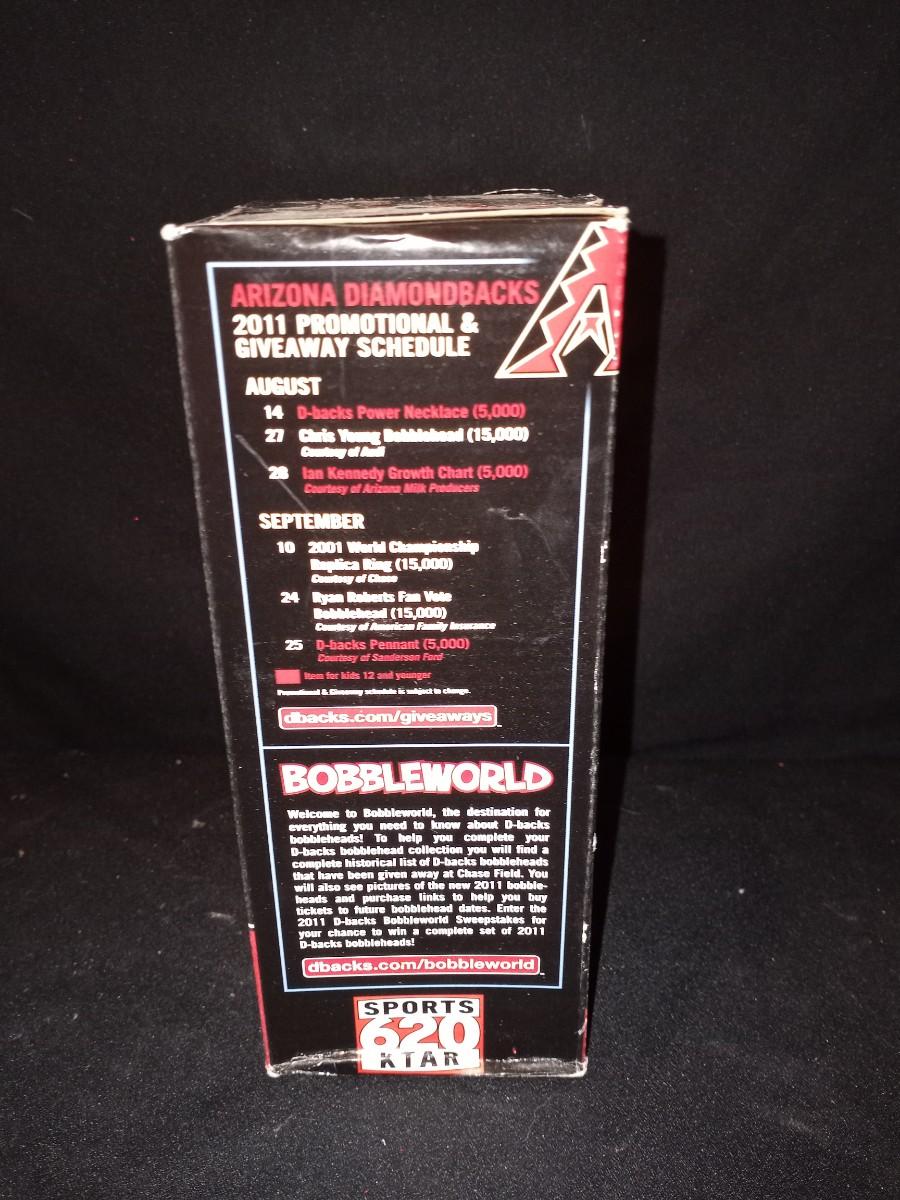 ARIZONA DIAMONDBACKS
2011 PROMOTIONAL &
GIVEAWAY SCHEDULE
AUGUST
14 D-backs Power Necklace (5,000)
27 Chris Young Bobblehead (15,000)
Courtesy of Audi
28 Ian Kennedy Growth Chart (5,000)
Courtesy of Arizona Milk Producers
SEPTEMBER
10 2001 World Championship
Replica Ring (15,000)
Courtesy of Chase
24 Ryan Roberts Fan Vote
Bobblehead (15,000)
Courtesy of American Family Insurance
25 D-backs Pennant (5,000)
Courtesy of Sanderson Ford
Item for kids 12 and younger
Promotional & Giveaway schedule is subject to change.
dbacks.com/giveaways
BOBBLEWORLD
Welcome to Bobbleworld, the destination for
everything you need to know about D-backs
bobbleheads! To help you complete your
D-backs bobblehead collection you will find a
complete historical list of D-backs bobbleheads
that have been given away at Chase Field. You
will also see pictures of the new 2011 bobble-
heads and purchase links to help you buy
tickets to future bobblehead dates. Enter the
2011 D-backs Bobbleworld Sweepstakes for
your chance to win a complete set of 2011
D-backs bobbleheads!
dbacks.com/bobbleworld
SPORTS
620
KTAR
A